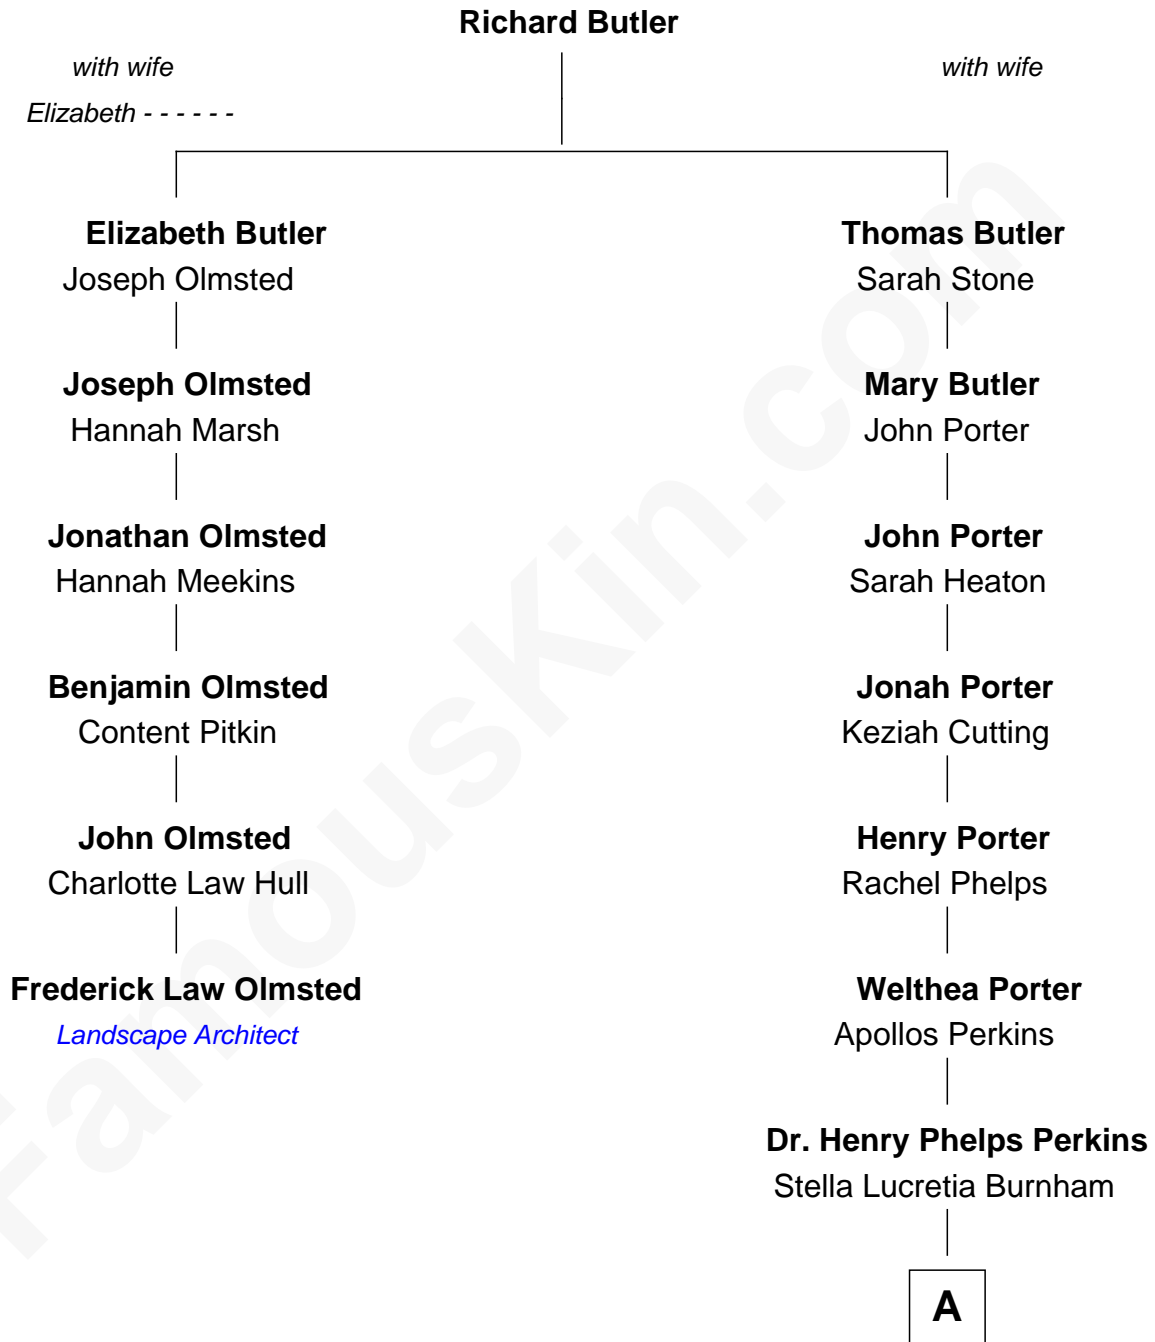 Richard Butler
with wife
with wife
Elizabeth - - - - - -
Elizabeth Butler
Joseph Olmsted
Thomas Butler
Sarah Stone
Joseph Olmsted
Hannah Marsh
Mary Butler
John Porter
Jonathan Olmsted
Hannah Meekins
John Porter
Sarah Heaton
Benjamin Olmsted
Content Pitkin
Jonah Porter
Keziah Cutting
John Olmsted
Charlotte Law Hull
Henry Porter
Rachel Phelps
Frederick Law Olmsted
Landscape Architect
Welthea Porter
Apollos Perkins
Dr. Henry Phelps Perkins
Stella Lucretia Burnham
A
FamousKin.com